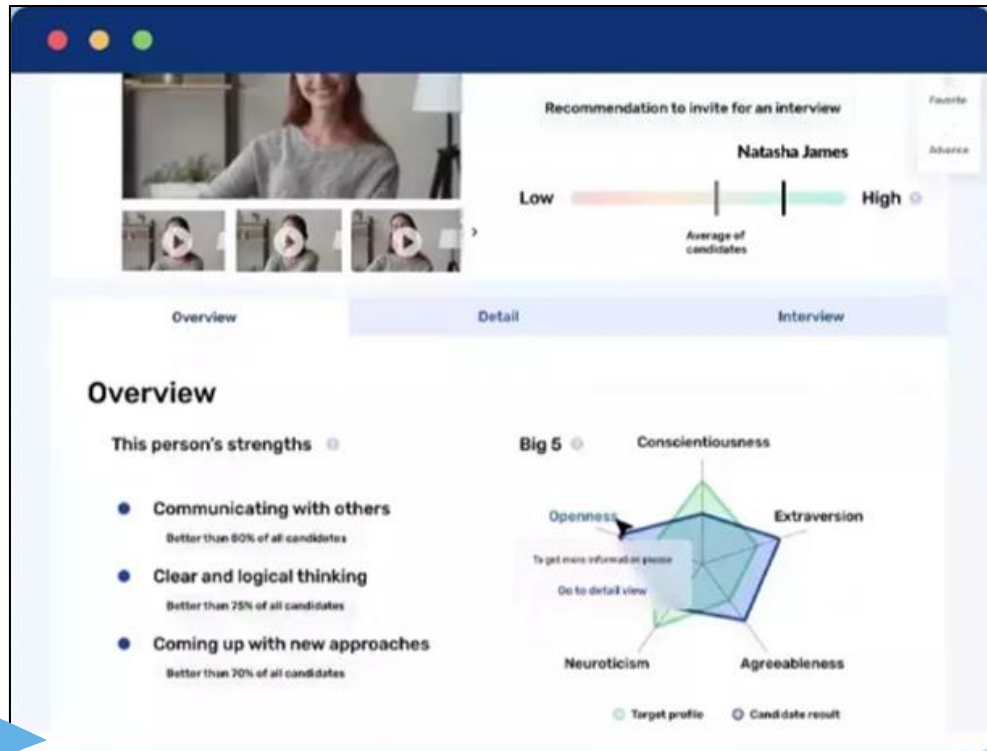 Favorite
Advance
Recommendation to invite for an interview
Natasha James
Low
High
Average of
candidates
Overview
Detail
Interview
Overview
This person's strengths
Communicating with others
Better than 80% of all candidates
Clear and logical thinking
Better than 75% of all candidates
Coming up with new approaches
Better than 70% of all candidates
Big 5
Conscientiousness
Openness
Extraversion
To get more information please
Go to detail view
Neuroticism
Agreeableness
Target profile
Candidate result